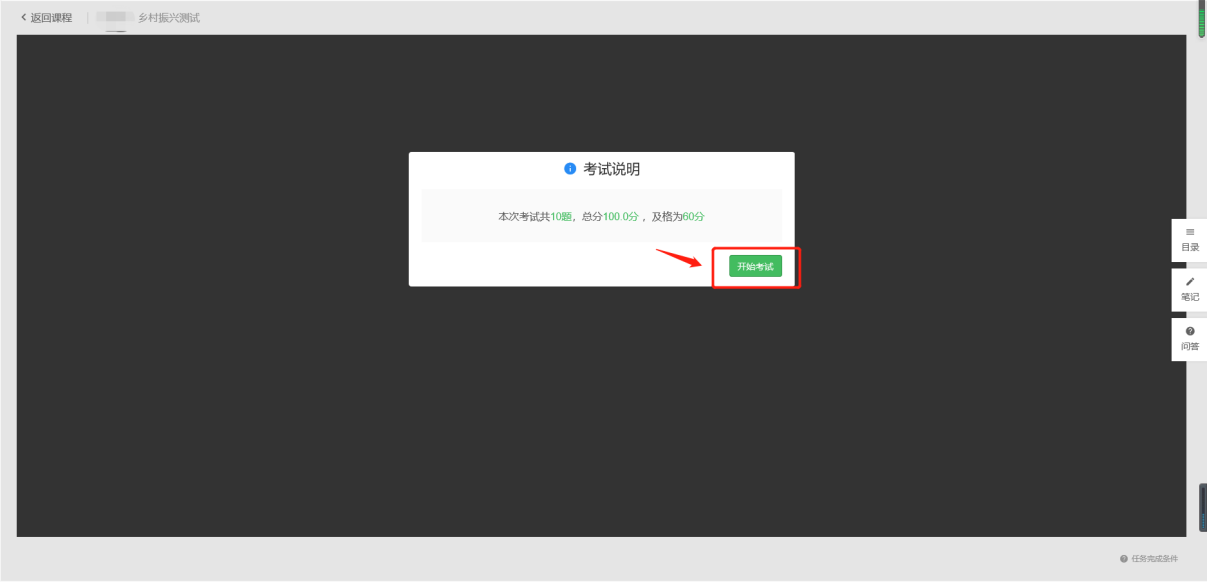 返回课程
乡村振兴测试
考试说明
本次考试共10题，总分100.0分 ，及格为60分
开始考试
目录
笔记
问答
任务完成条件